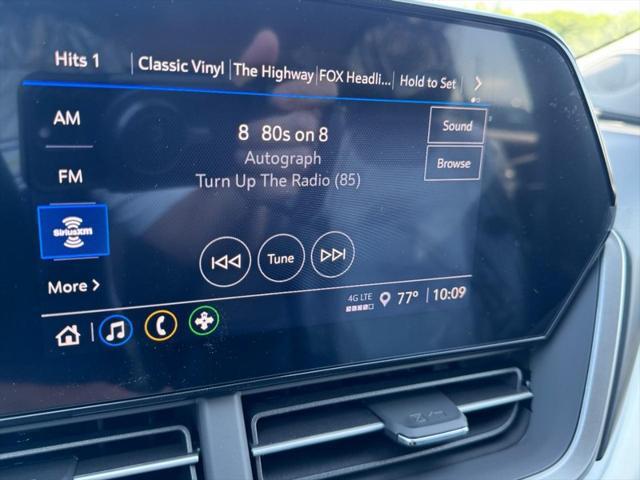 Hits 1 Classic Vinyl The Highway FOX Headli... Hold to Set
AM
FM
SiriusXM
More
8 80s on 8
Autograph
Turn Up The Radio (85)
Sound
Browse
Tune
4G LTE 77° 10:09